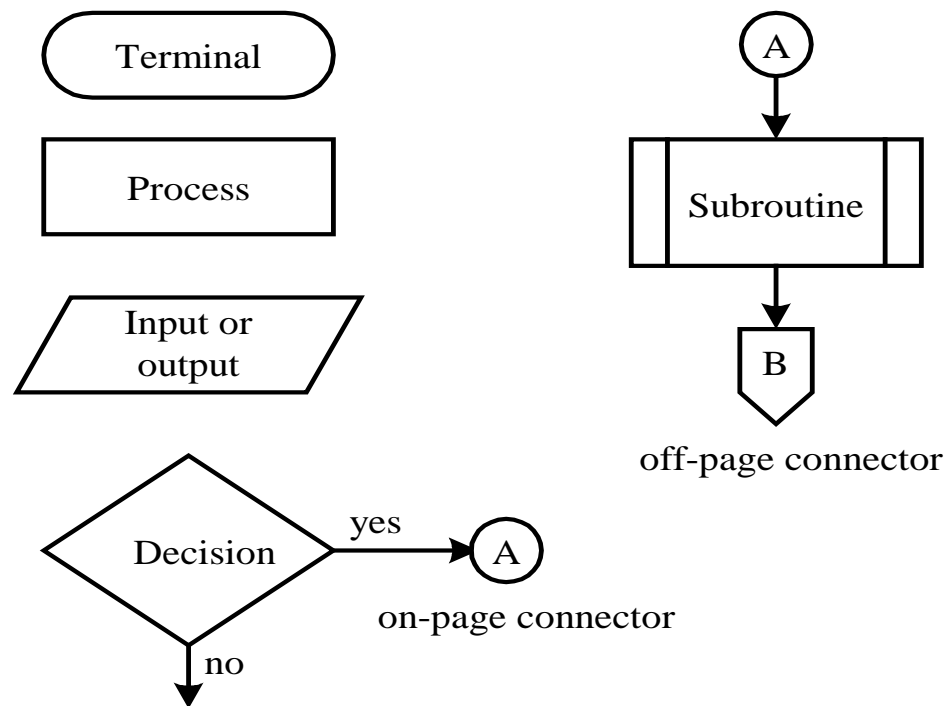 Terminal
Process
Input or
output
Decision
yes
A
on-page connector
no
A
Subroutine
B
off-page connector